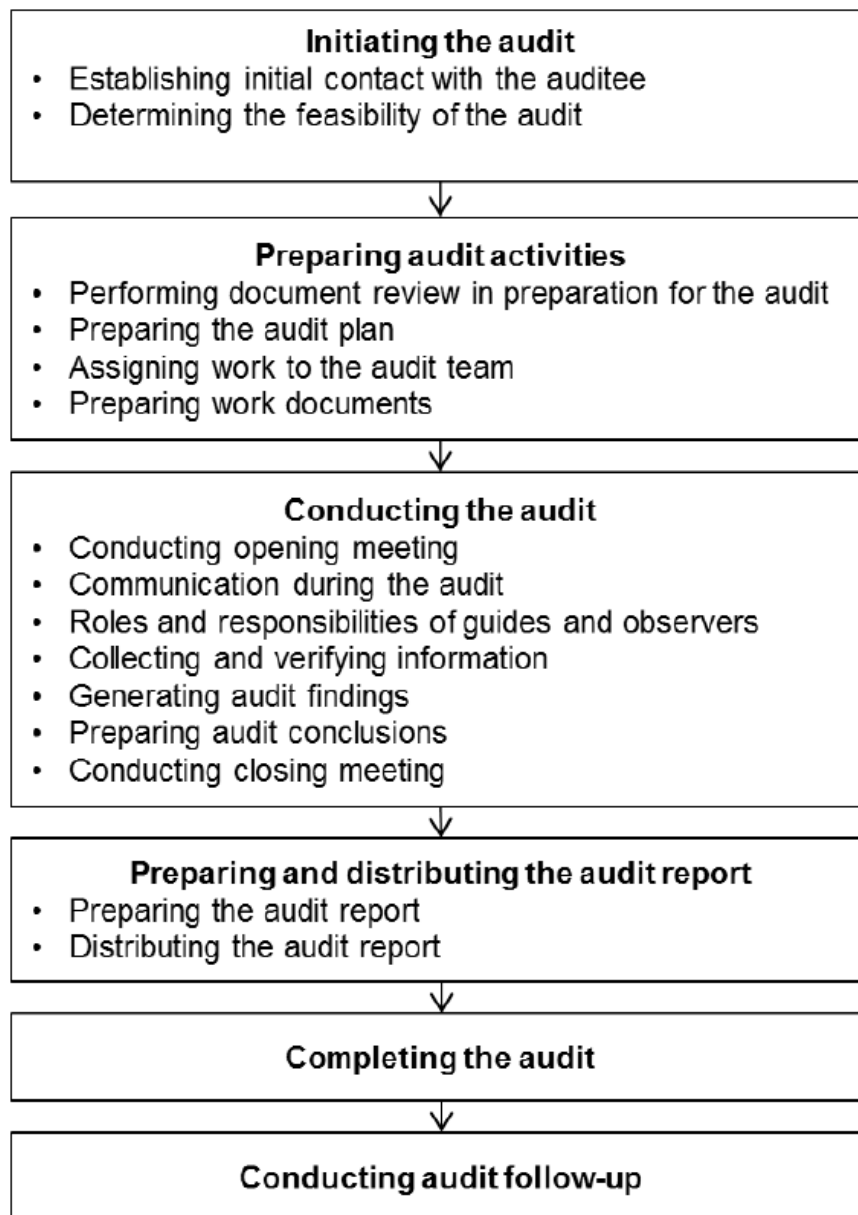 Initiating the audit
• Establishing initial contact with the auditee
• Determining the feasibility of the audit
Preparing audit activities
• Performing document review in preparation for the audit
• Preparing the audit plan
• Assigning work to the audit team
• Preparing work documents
Conducting the audit
• Conducting opening meeting
• Communication during the audit
• Roles and responsibilities of guides and observers
• Collecting and verifying information
• Generating audit findings
• Preparing audit conclusions
• Conducting closing meeting
Preparing and distributing the audit report
• Preparing the audit report
• Distributing the audit report
Completing the audit
Conducting audit follow-up